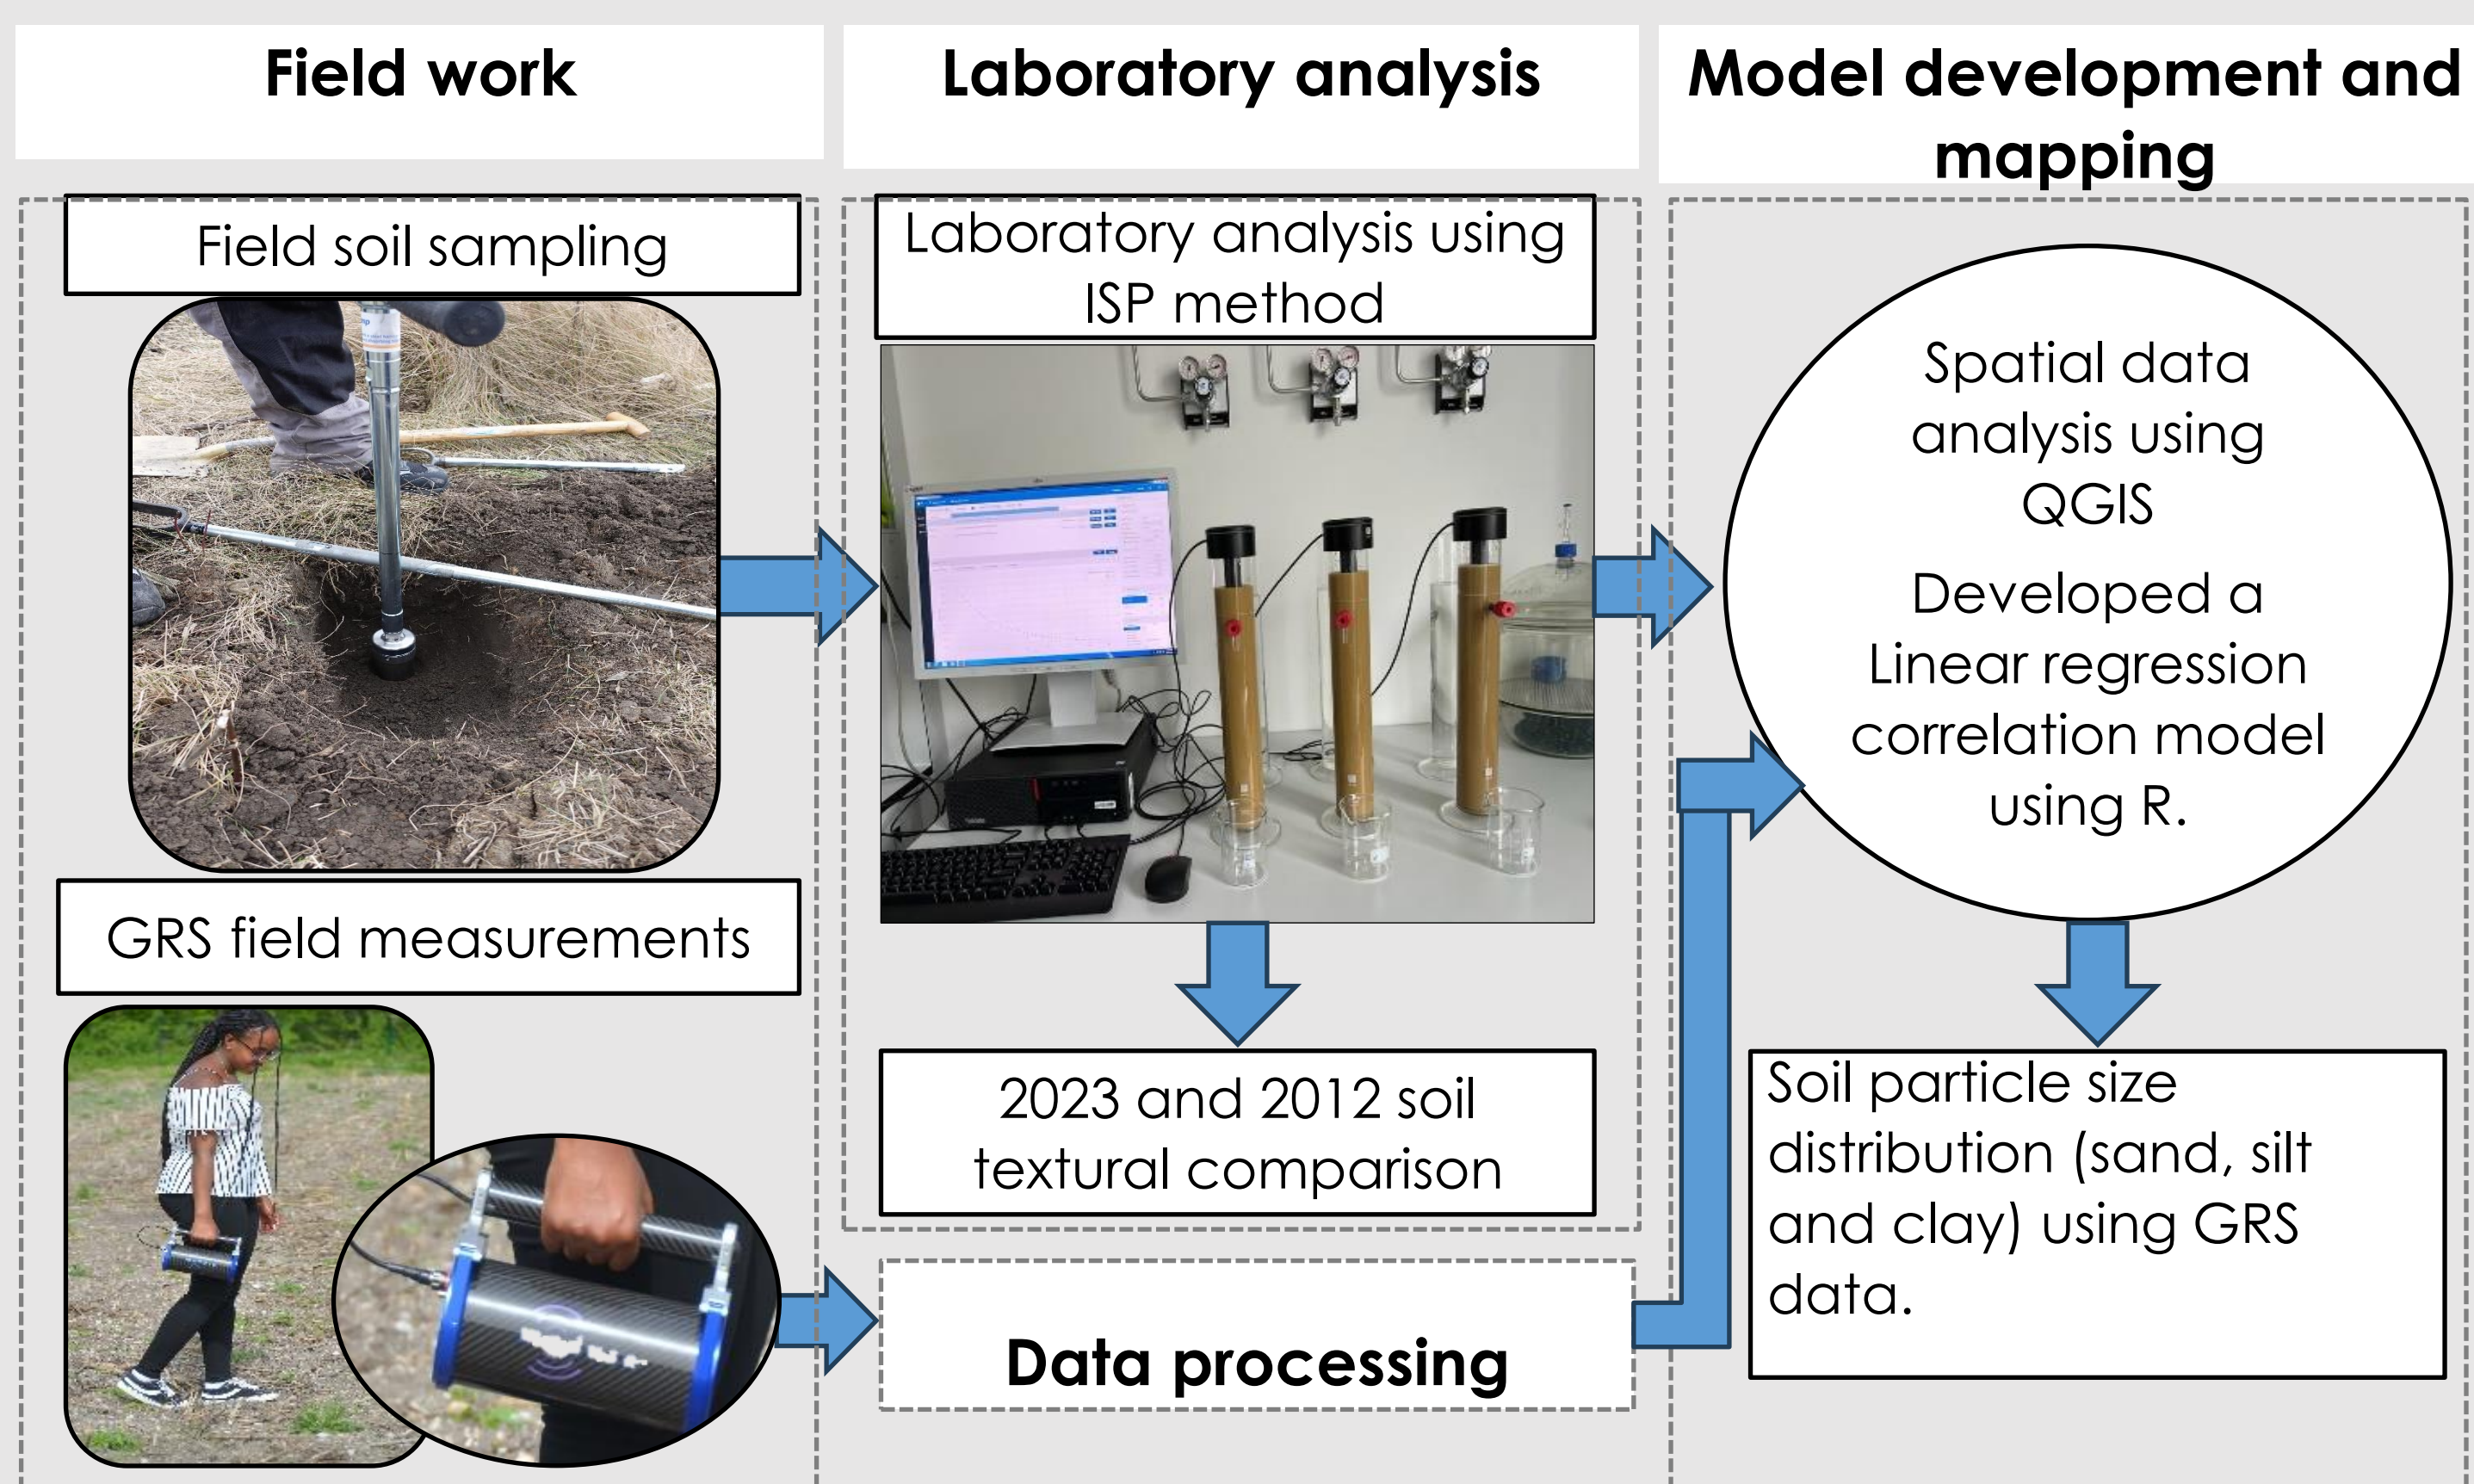 Field work
Laboratory analysis
Model development and
mapping
Field soil sampling
GRS field measurements
Laboratory analysis using
ISP method
2023 and 2012 soil
textural comparison
Data processing
Spatial data
analysis using
QGIS
Developed a
Linear regression
correlation model
using R.
Soil particle size
distribution (sand, silt
and clay) using GRS
data.